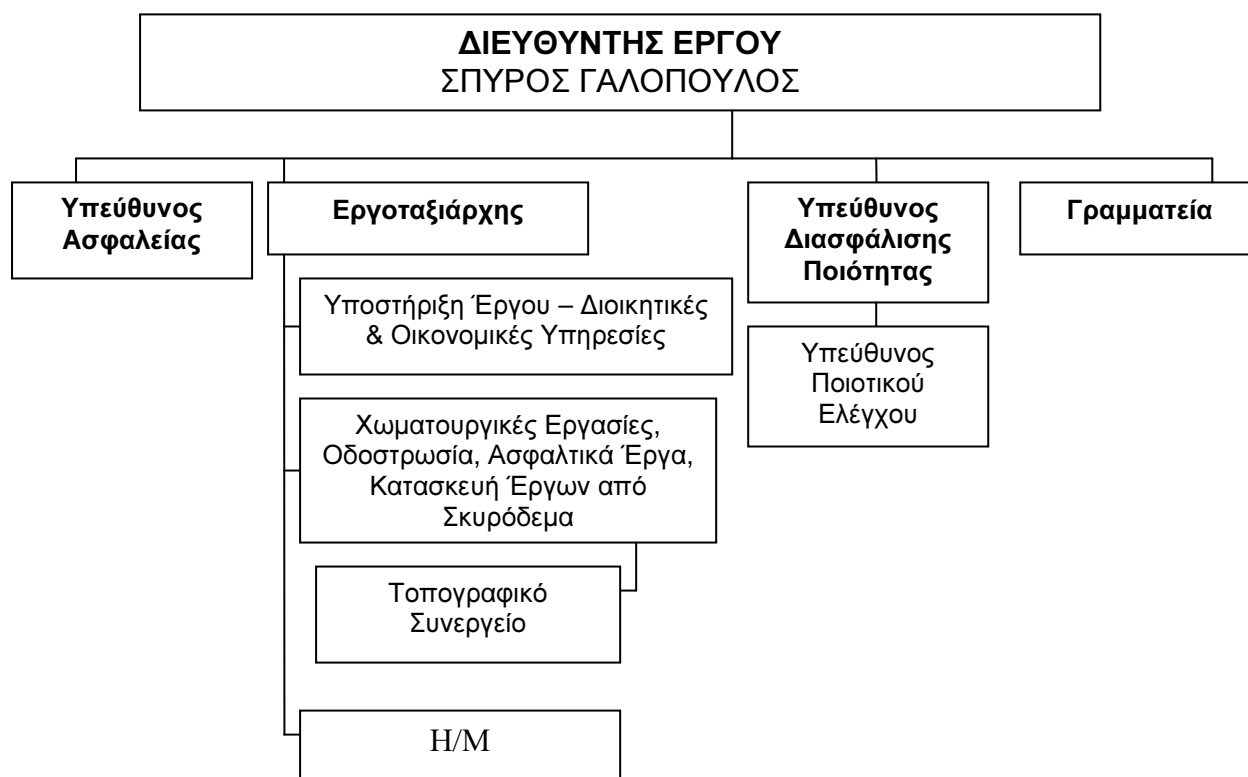 ΔΙΕΥΘΥΝΤΗΣ ΕΡΓΟΥ
ΣΠΥΡΟΣ ΓΑΛΟΠΟΥΛΟΣ
Υπεύθυνος
Ασφαλείας
Εργοταξιάρχης
Υπεύθυνος
Διασφάλισης
Ποιότητας
Γραμματεία
Υποστήριξη Έργου – Διοικητικές
& Οικονομικές Υπηρεσίες
Υπεύθυνος
Ποιοτικού
Ελέγχου
Χωματουργικές Εργασίες,
Οδοστρωσία, Ασφαλτικά Έργα,
Κατασκευή Έργων από
Σκυρόδεμα
Τοπογραφικό
Συνεργείο
Η/Μ